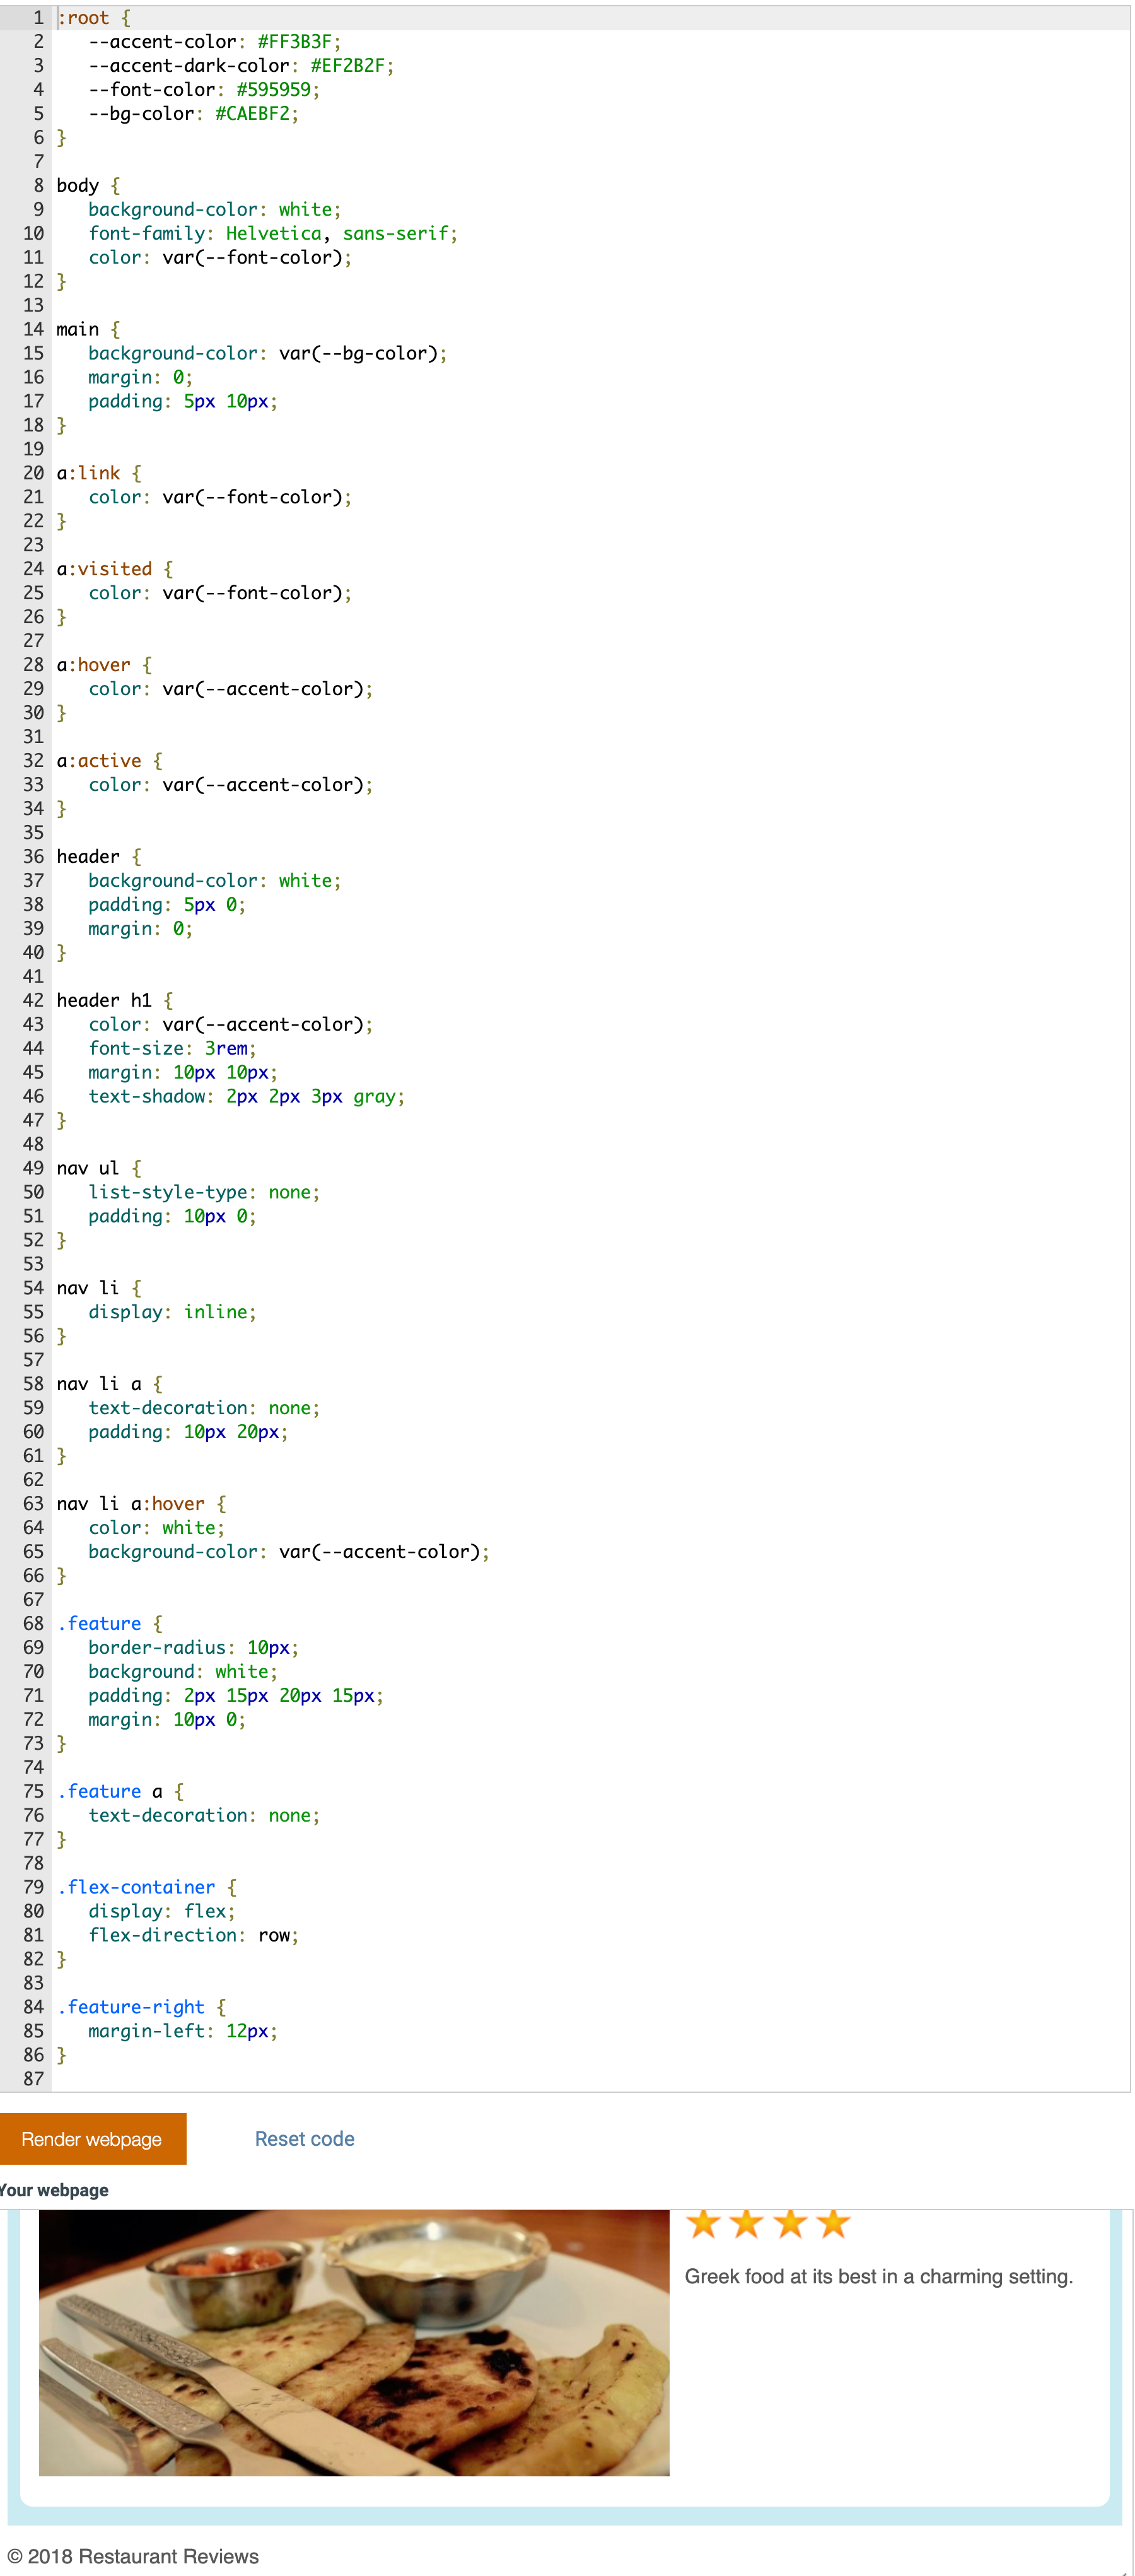 1 :root {
2    --accent-color: #FF3B3F;
3    --accent-dark-color: #EF2B2F;
4    --font-color: #595959;
5    --bg-color: #CAEBF2;
6 }
7
8 body {
9    background-color: white;
10    font-family: Helvetica, sans-serif;
11    color: var(--font-color);
12 }
13
14 main {
15    background-color: var(--bg-color);
16    margin: 0;
17    padding: 5px 10px;
18 }
19
20 a:link {
21    color: var(--font-color);
22 }
23
24 a:visited {
25    color: var(--font-color);
26 }
27
28 a:hover {
29    color: var(--accent-color);
30 }
31
32 a:active {
33    color: var(--accent-color);
34 }
35
36 header {
37    background-color: white;
38    padding: 5px 0;
39    margin: 0;
40 }
41
42 header h1 {
43    color: var(--accent-color);
44    font-size: 3rem;
45    margin: 10px 10px;
46    text-shadow: 2px 2px 3px gray;
47 }
48
49 nav ul {
50    list-style-type: none;
51    padding: 10px 0;
52 }
53
54 nav li {
55    display: inline;
56 }
57
58 nav li a {
59    text-decoration: none;
60    padding: 10px 20px;
61 }
62
63 nav li a:hover {
64    color: white;
65    background-color: var(--accent-color);
66 }
67
68 .feature {
69    border-radius: 10px;
70    background: white;
71    padding: 2px 15px 20px 15px;
72    margin: 10px 0;
73 }
74
75 .feature a {
76    text-decoration: none;
77 }
78
79 .flex-container {
80    display: flex;
81    flex-direction: row;
82 }
83
84 .feature-right {
85    margin-left: 12px;
86 }
87
Render webpage
Reset code
Your webpage
Greek food at its best in a charming setting.
© 2018 Restaurant Reviews